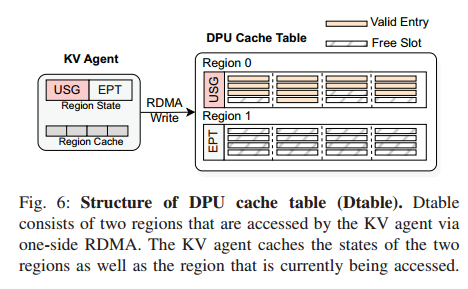 DPU Cache Table
Valid Entry
Free Slot
KV Agent
USG EPT
Region State
Region Cache
RDMA
Write
Region 0
USG
Region 1
EPT
Fig. 6: Structure of DPU cache table (Dtable). Dtable
consists of two regions that are accessed by the KV agent via
one-side RDMA. The KV agent caches the states of the two
regions as well as the region that is currently being accessed.